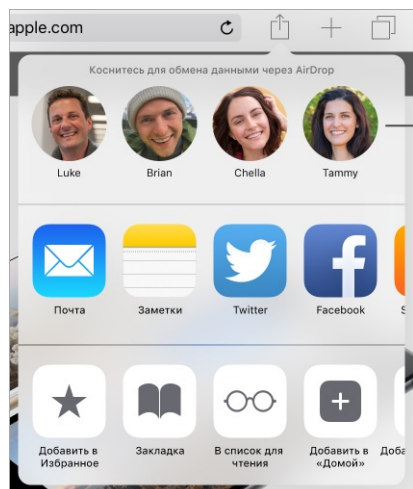 apple.com
Коснитесь для обмена данными через AirDrop
Luke Brian Chella Tammy
Почта Заметки Twitter Facebook S
Добавить в Закладка В список для Добавить в Доба
Избранное чтения «Домой»